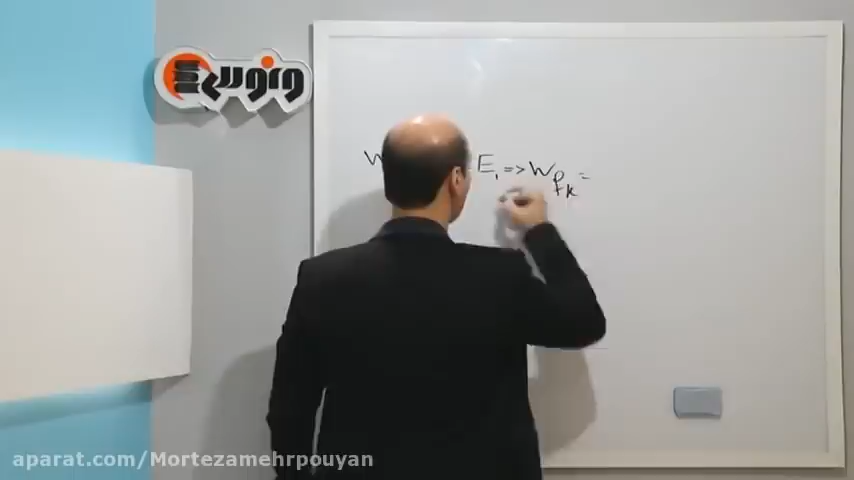 ونوس
W E₁ => W_{f_k} =
aparat.com/Mortezamehrpouyan